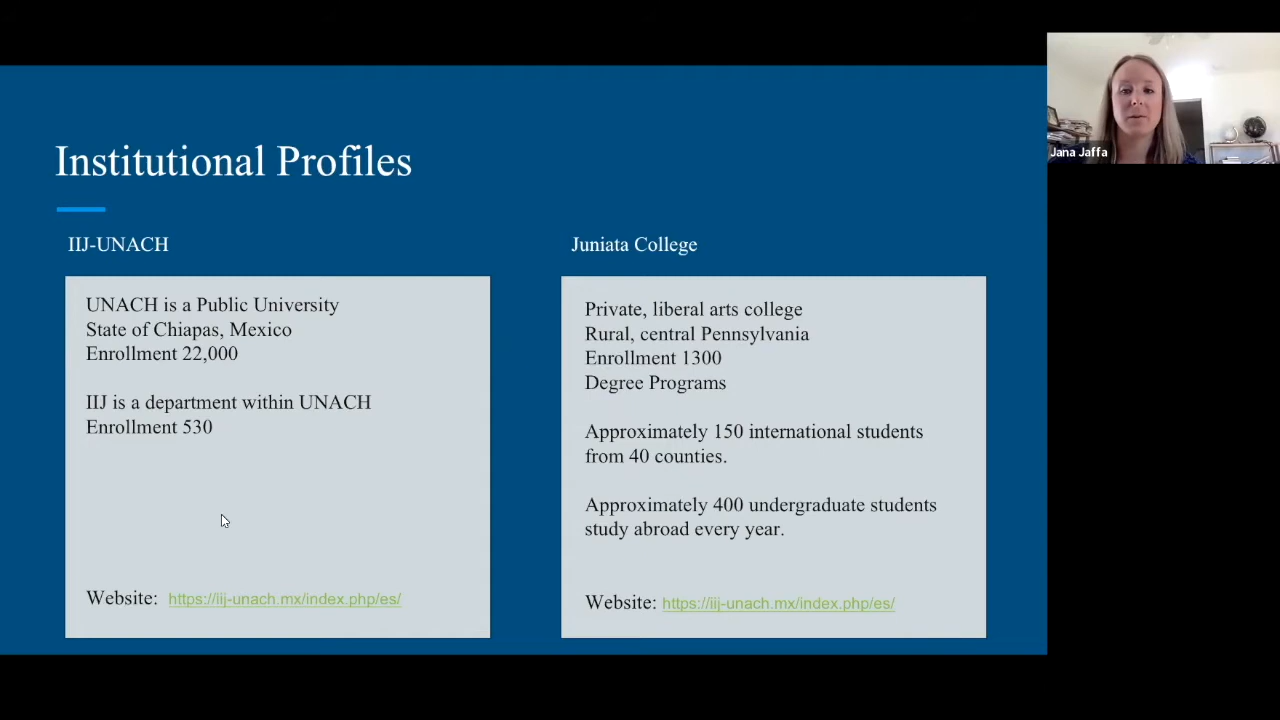 Institutional Profiles
IIJ-UNACH
UNACH is a Public University
State of Chiapas, Mexico
Enrollment 22,000
IIJ is a department within UNACH
Enrollment 530
Website: https://iij-unach.mx/index.php/es/
Juniata College
Private, liberal arts college
Rural, central Pennsylvania
Enrollment 1300
Degree Programs
Approximately 150 international students
from 40 counties.
Approximately 400 undergraduate students
study abroad every year.
Website: https://iij-unach.mx/index.php/es/
Jana Jaffa